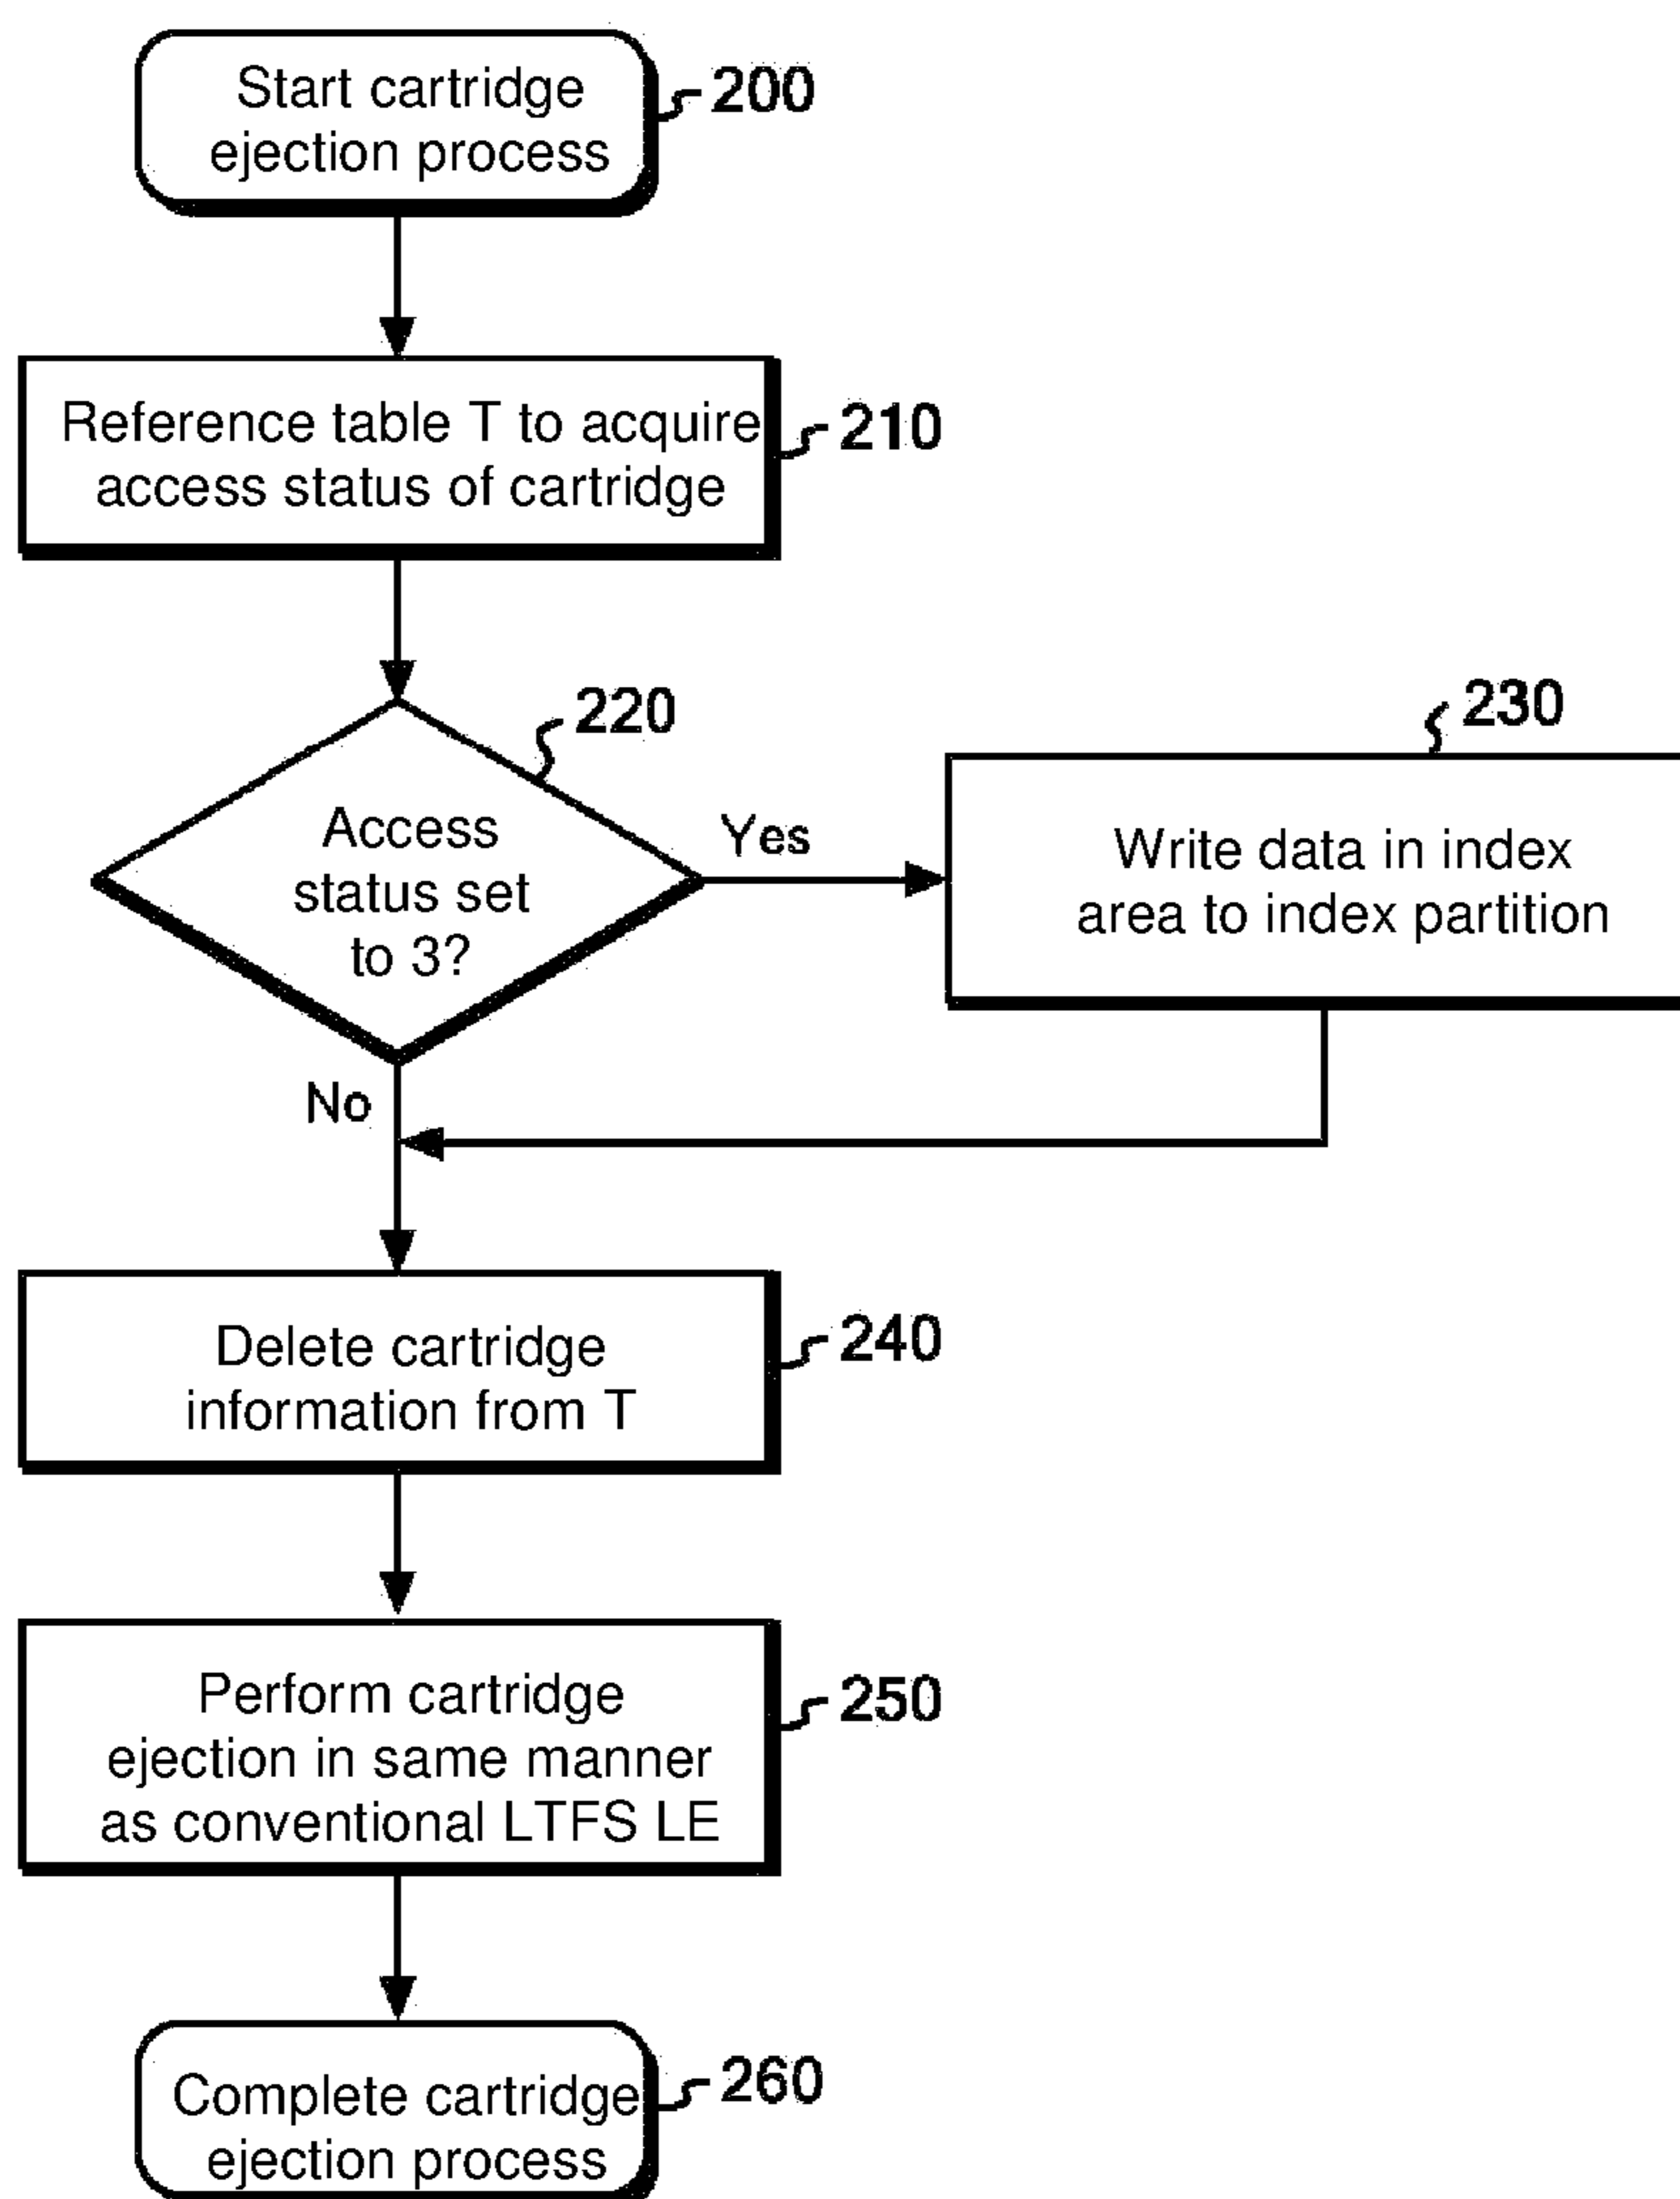 Start cartridge
ejection process
200
Reference table T to acquire
access status of cartridge
210
220
Access
status set
to 3?
Yes
230
Write data in index
area to index partition
No
Delete cartridge
information from T
240
Perform cartridge
ejection in same manner
as conventional LTFS LE
250
Complete cartridge
ejection process
260